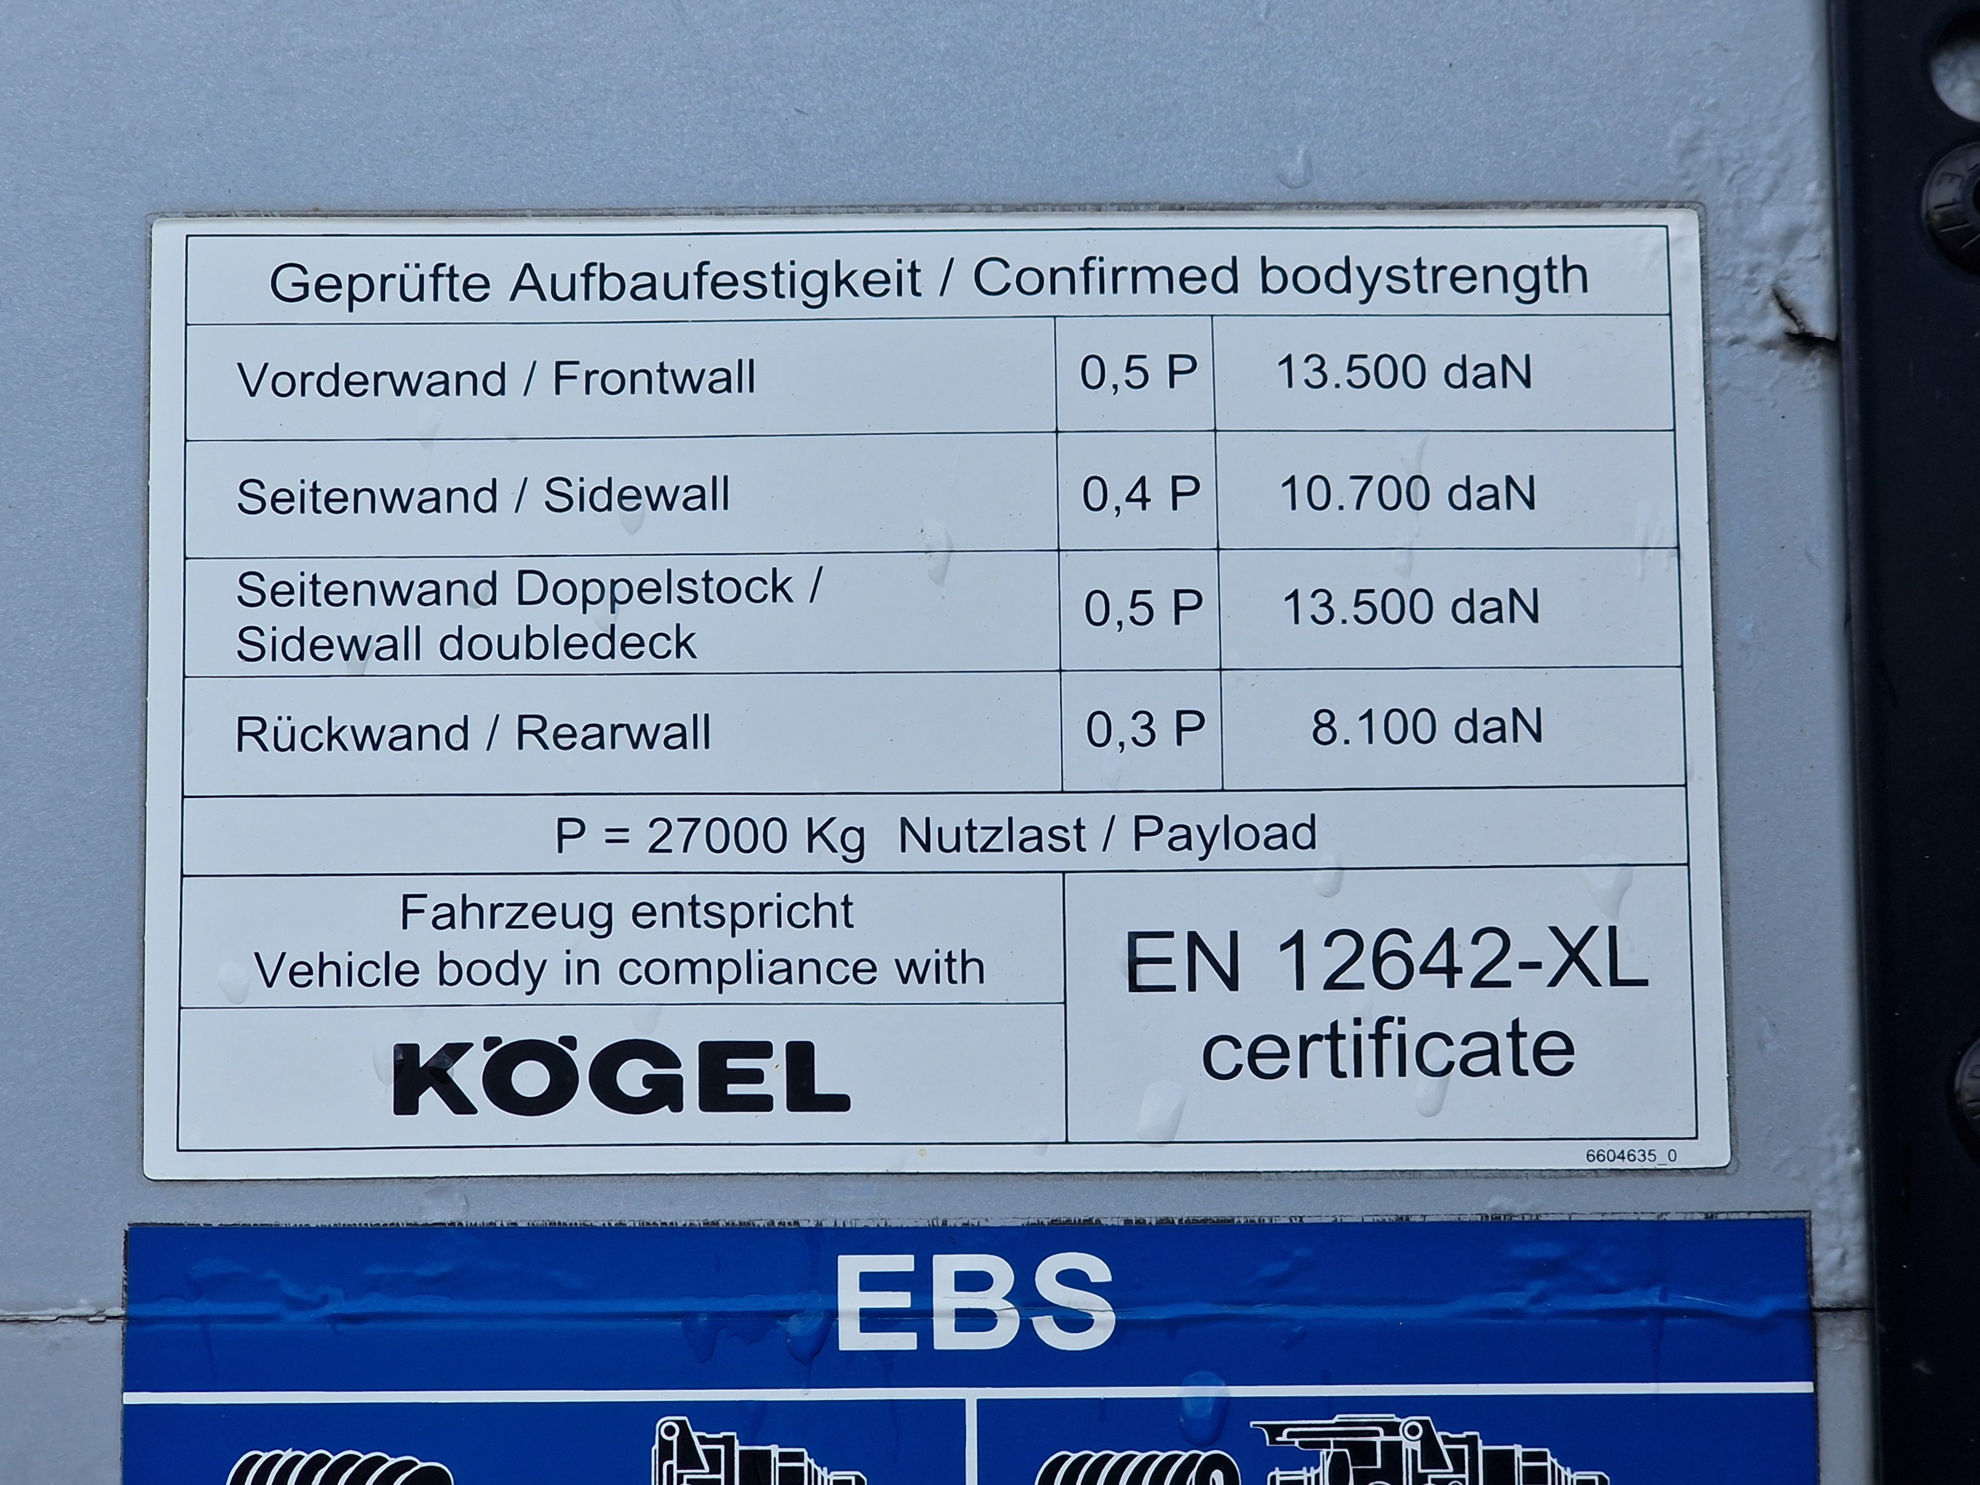 Geprüfte Aufbaufestigkeit / Confirmed bodystrength
Vorderwand / Frontwall 0,5 P 13.500 daN
Seitenwand / Sidewall 0,4 P 10.700 daN
Seitenwand Doppelstock /
Sidewall doubledeck 0,5 P 13.500 daN
Rückwand / Rearwall 0,3 P 8.100 daN
P = 27000 Kg Nutzlast / Payload
Fahrzeug entspricht
Vehicle body in compliance with
KÖGEL
EN 12642-XL
certificate
6604635_0
EBS